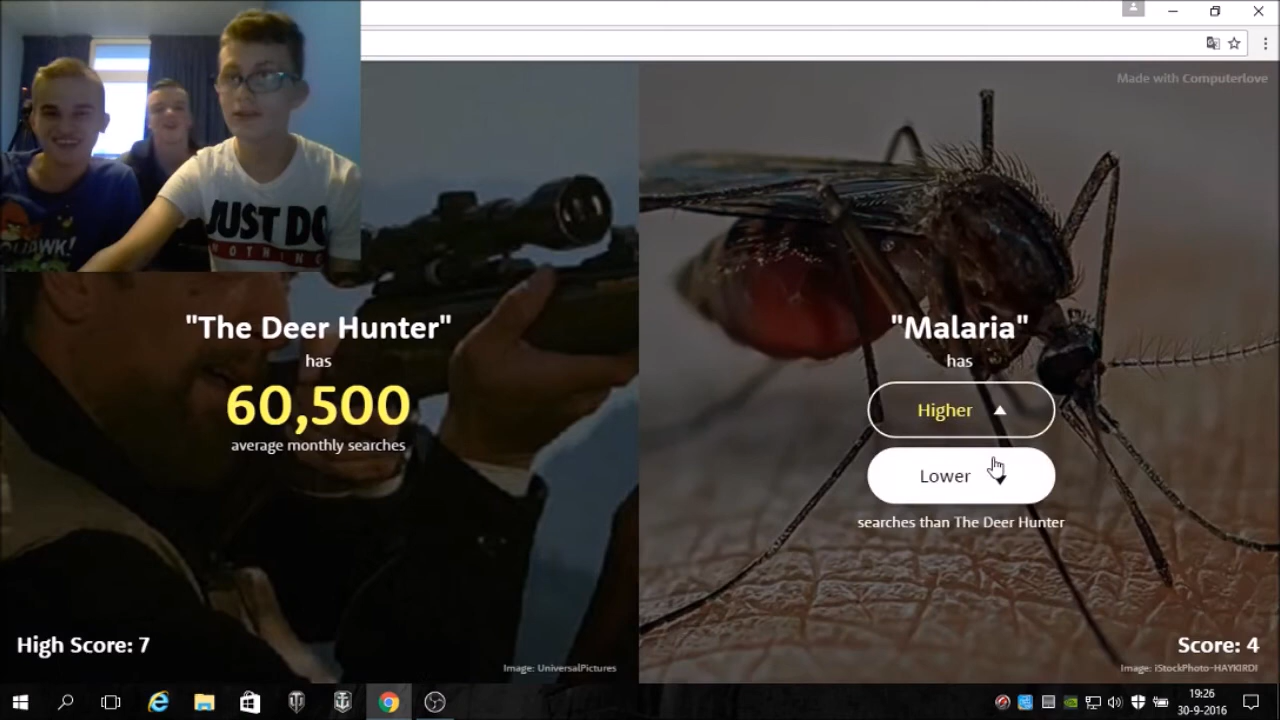 Made with Computerlove
HAWK!
JUST DO
NOTHING
"The Deer Hunter"
has
60,500
average monthly searches
"Malaria"
has
Higher
Lower
searches than The Deer Hunter
High Score: 7
Score: 4
Image: UniversalPictures
Image: iStockPhoto-HAYKIRDI
19:26
30-9-2016